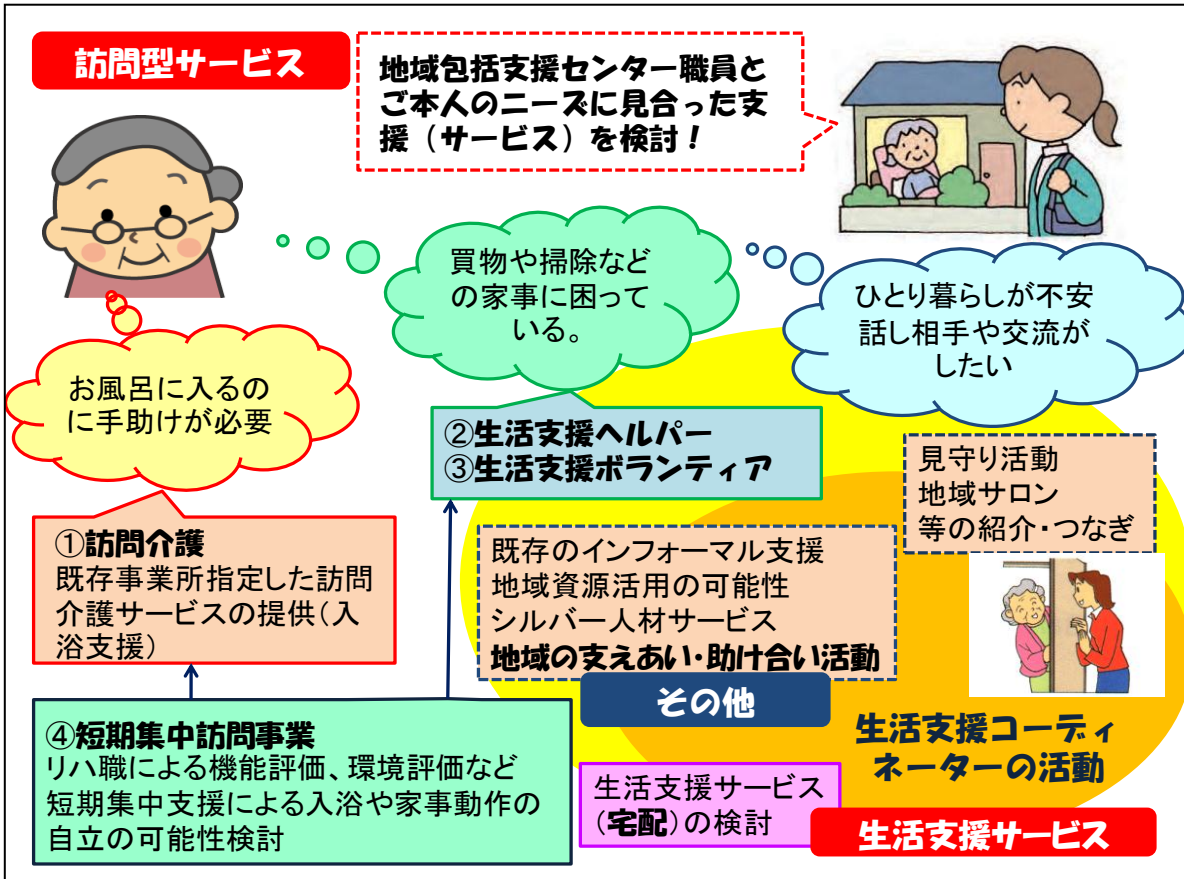 訪問型サービス
地域包括支援センター職員と
ご本人のニーズに見合った支
援（サービス）を検討！
買物や掃除など
の家事に困って
いる。
ひとり暮らしが不安
話し相手や交流が
したい
お風呂に入るの
に手助けが必要
②生活支援ヘルパー
③生活支援ボランティア
見守り活動
地域サロン
等の紹介・つなぎ
①訪問介護
既存事業所指定した訪問
介護サービスの提供（入
浴支援）
既存のインフォーマル支援
地域資源活用の可能性
シルバー人材サービス
地域の支えあい・助け合い活動
その他
④短期集中訪問事業
リハ職による機能評価、環境評価など
短期集中支援による入浴や家事動作の
自立の可能性検討
生活支援コーディ
ネーターの活動
生活支援サービス
（宅配）の検討
生活支援サービス